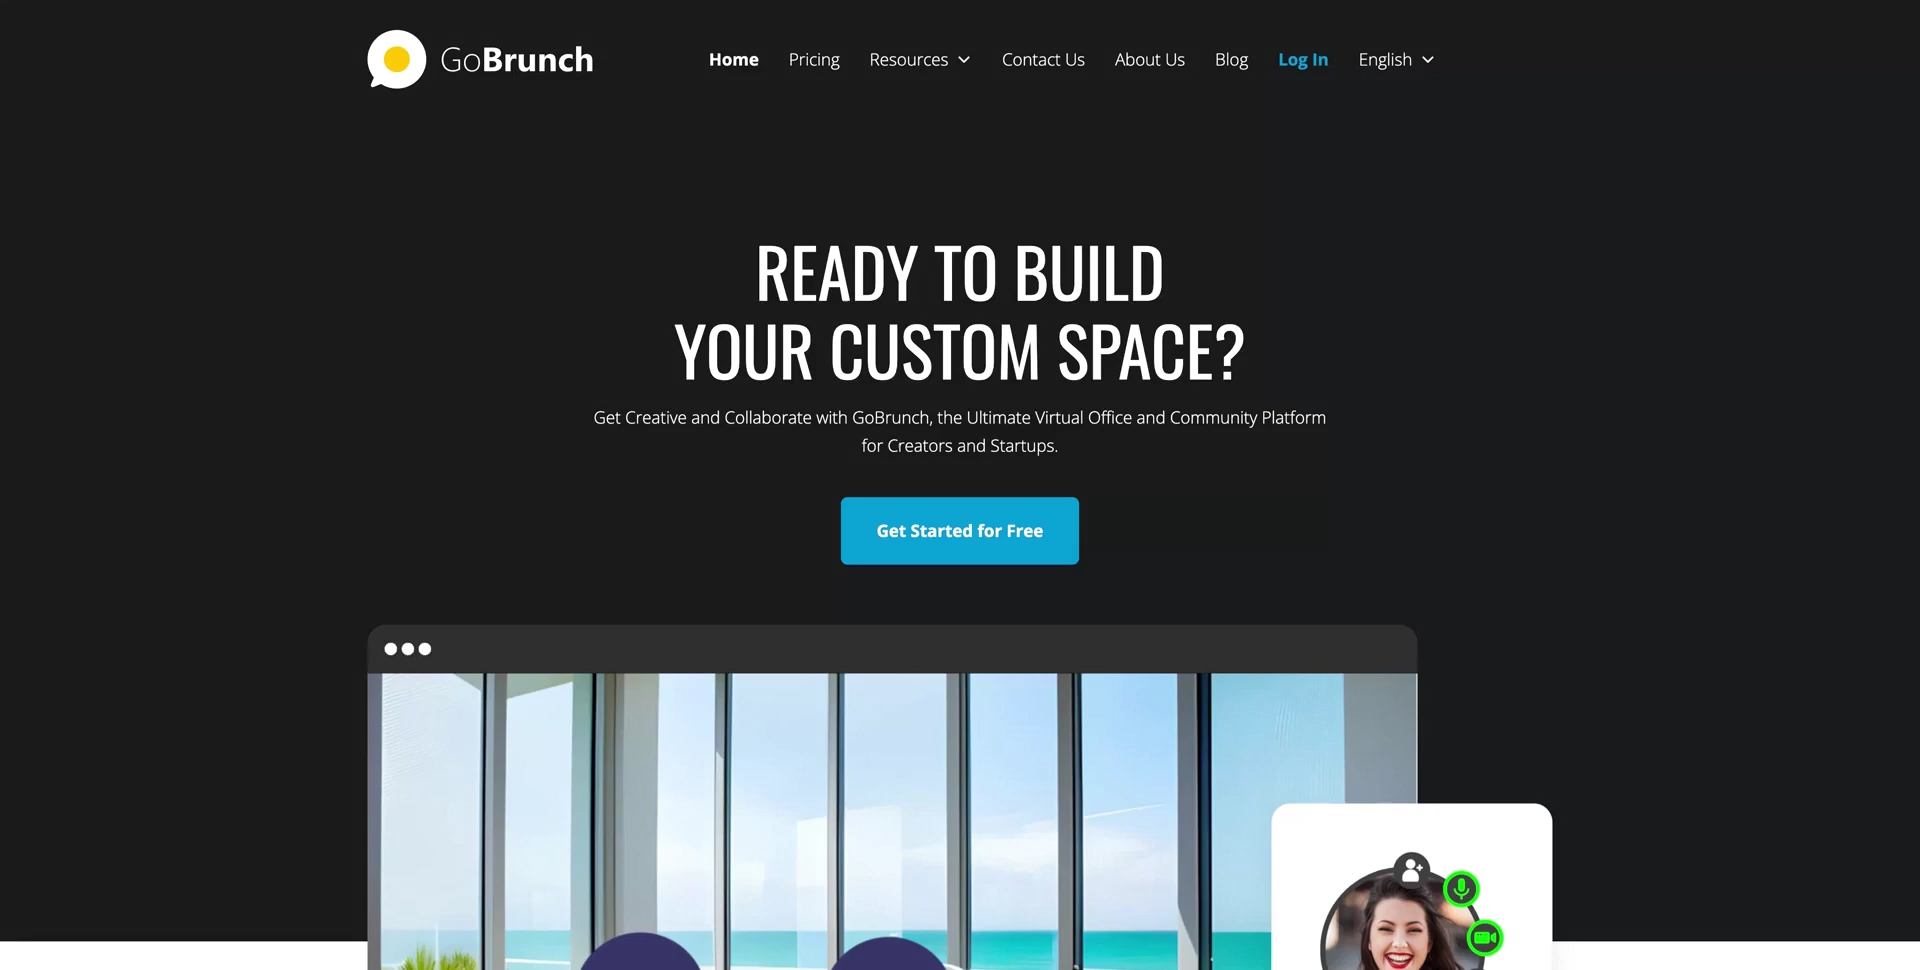 GoBrunch
Home Pricing Resources Contact Us About Us Blog Log In English
READY TO BUILD
YOUR CUSTOM SPACE?
Get Creative and Collaborate with GoBrunch, the Ultimate Virtual Office and Community Platform
for Creators and Startups.
Get Started for Free